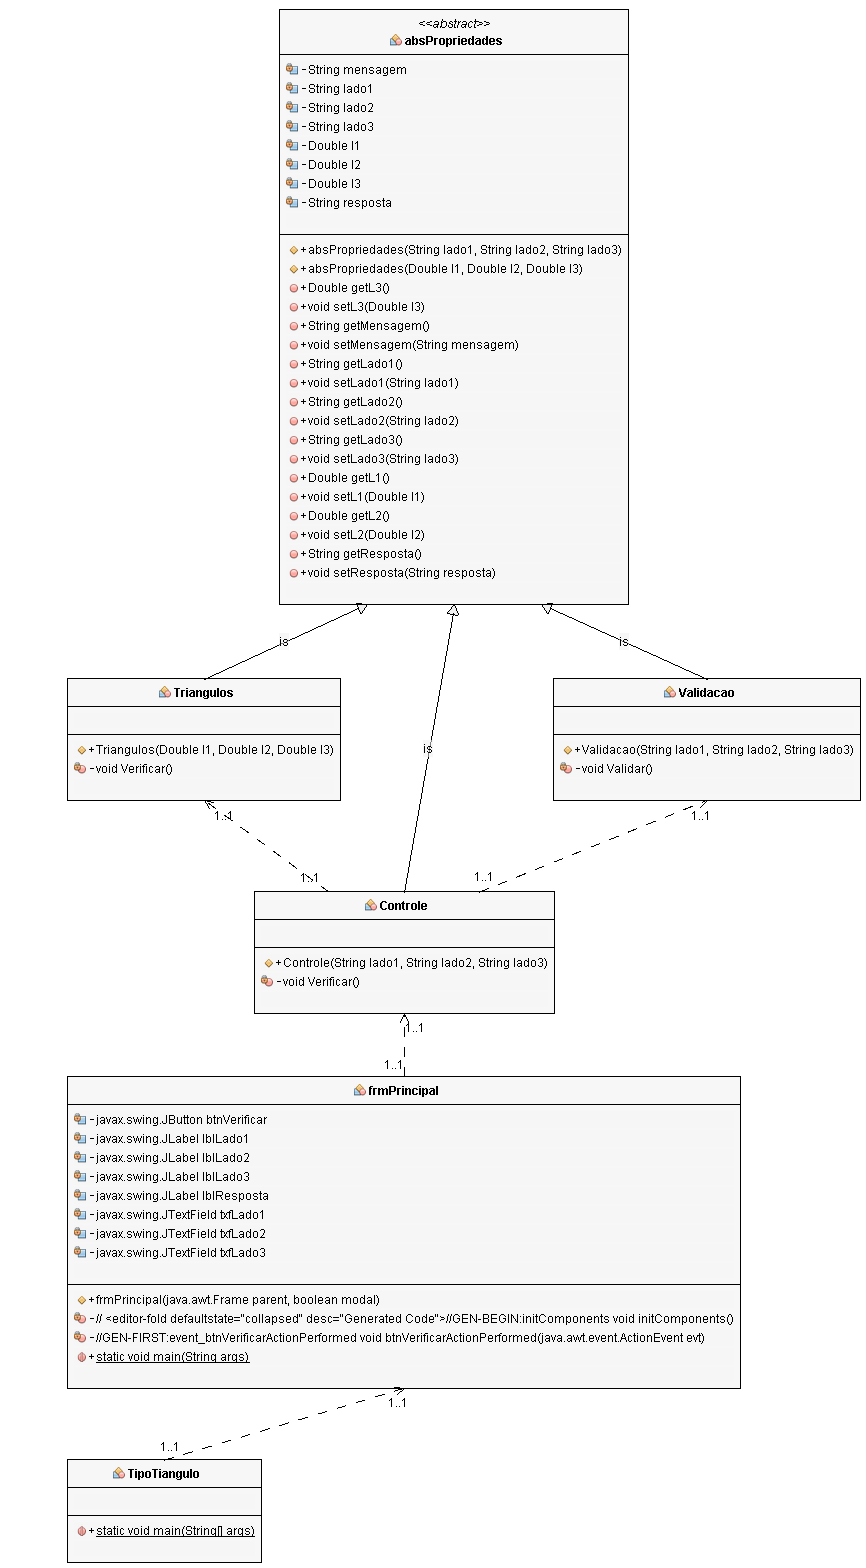 <<abstract>>
absPropriedades
-String mensagem
-String lado1
-String lado2
-String lado3
-Double l1
-Double l2
-Double l3
-String resposta
+absPropriedades(String lado1, String lado2, String lado3)
+absPropriedades(Double l1, Double l2, Double l3)
+Double getL3()
+void setL3(Double l3)
+String getMensagem()
+void setMensagem(String mensagem)
+String getLado1()
+void setLado1(String lado1)
+String getLado2()
+void setLado2(String lado2)
+String getLado3()
+void setLado3(String lado3)
+Double getL1()
+void setL1(Double l1)
+Double getL2()
+void setL2(Double l2)
+String getResposta()
+void setResposta(String resposta)
is
is
is
Triangulos
+Triangulos(Double l1, Double l2, Double l3)
-void Verificar()
Validacao
+Validacao(String lado1, String lado2, String lado3)
-void Validar()
1..1
1..1
1..1
1..1
Controle
+Controle(String lado1, String lado2, String lado3)
-void Verificar()
1..1
1..1
frmPrincipal
-javax.swing.JButton btnVerificar
-javax.swing.JLabel lblLado1
-javax.swing.JLabel lblLado2
-javax.swing.JLabel lblLado3
-javax.swing.JLabel lblResposta
-javax.swing.JTextField txfLado1
-javax.swing.JTextField txfLado2
-javax.swing.JTextField txfLado3
+frmPrincipal(java.awt.Frame parent, boolean modal)
-// <editor-fold defaultstate="collapsed" desc="Generated Code">//GEN-BEGIN:initComponents void initComponents()
-//GEN-FIRST:event_btnVerificarActionPerformed void btnVerificarActionPerformed(java.awt.event.ActionEvent evt)
+static void main(String args)
1..1
1..1
TipoTiangulo
+static void main(String[] args)